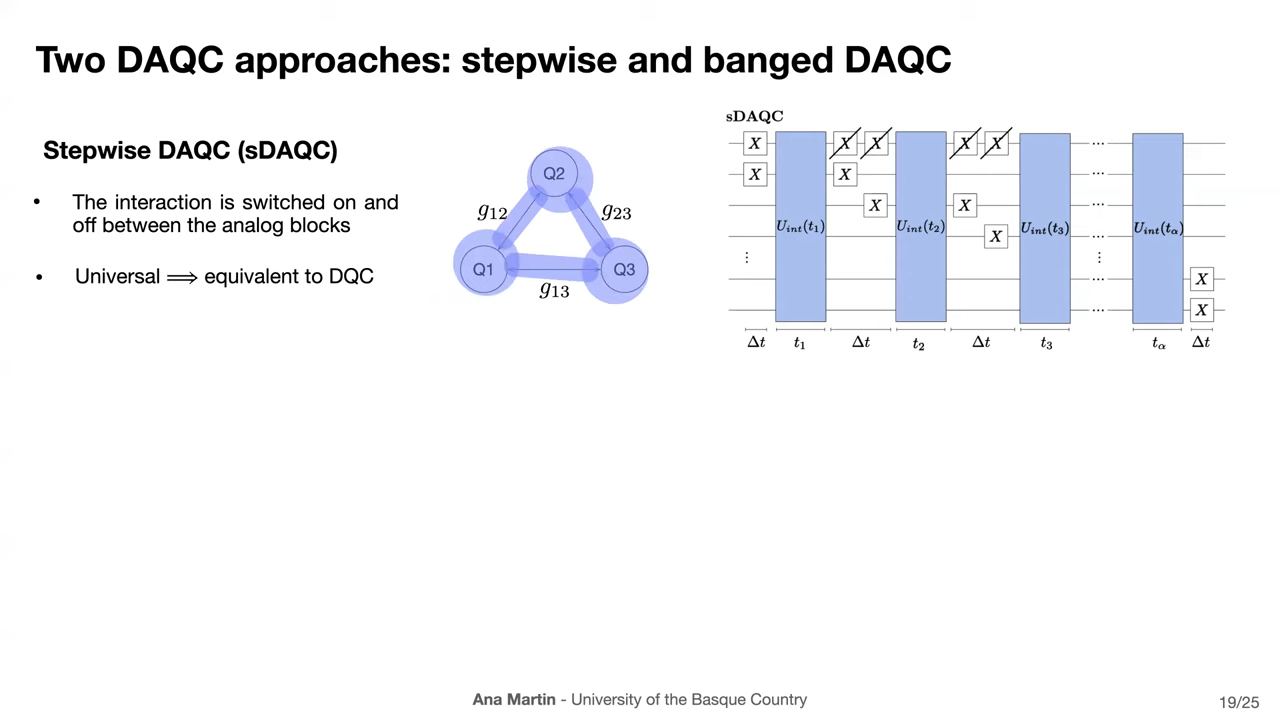 Two DAQC approaches: stepwise and banged DAQC
Stepwise DAQC (sDAQC)
• The interaction is switched on and
off between the analog blocks
• Universal ⟹ equivalent to DQC
Q2
g12 g23
Q1 Q3
g13
sDAQC
X X X X X ...
X X ...
X X ...
Uint(t1) Uint(t2) X Uint(t3) ... Uint(tα)
⋮ ⋮
... X
... X
Δt t1 Δt t2 Δt t3 tα Δt
Ana Martin - University of the Basque Country
19/25